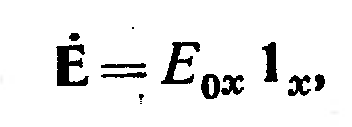 Ė = E₀ₓ 1ₓ,